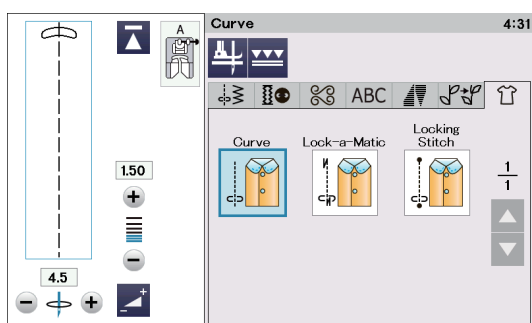 A
Curve
4:31
ABC
Curve
Lock-a-Matic
Locking
Stitch
1.50
1
1
4.5